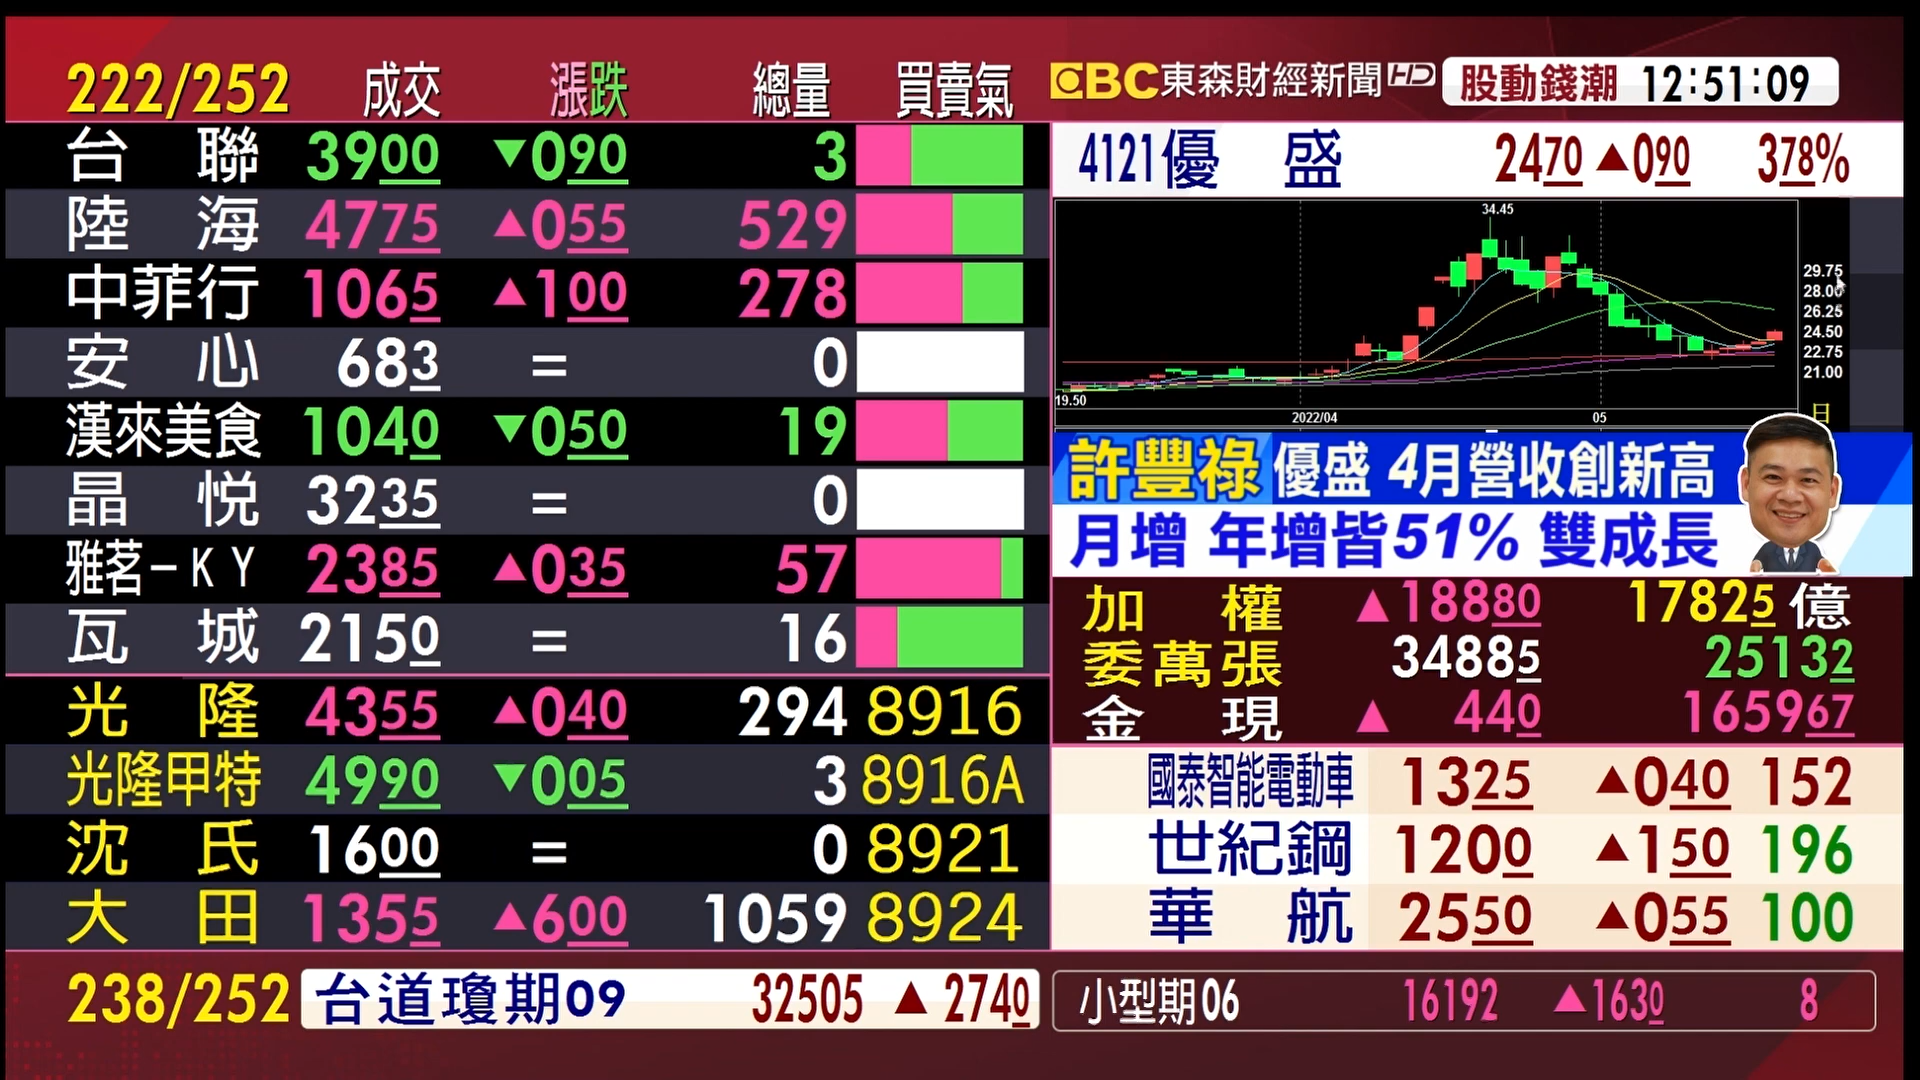 222/252 成交 漲跌 總量 買賣氣
台聯 3900 ▼090 3
陸海 4775 ▲055 529
中菲行 1065 ▲100 278
安心 683 = 0
漢來美食 1040 ▼050 19
晶悦 3235 = 0
雅茗-KY 2385 ▲035 57
瓦城 2150 = 16
光隆 4355 ▲040 294 8916
光隆甲特 4990 ▼005 3 8916A
沈氏 1600 = 0 8921
大田 1355 ▲600 1059 8924
238/252 台道瓊期09 32505 ▲2740
EBC東森財經新聞HD 股動錢潮 12:51:09
4121優盛 2470 ▲090 378%
34.45
29.75
28.00
26.25
24.50
22.75
21.00
19.50
2022/04 05 日
許豐祿 優盛 4月營收創新高
月增 年增皆51% 雙成長
加權 ▲18880 17825億
委萬張 34885 25132
金現 ▲440 165967
國泰智能電動車 1325 ▲040 152
世紀鋼 1200 ▲150 196
華航 2550 ▲055 100
小型期06 16192 ▲1630 8